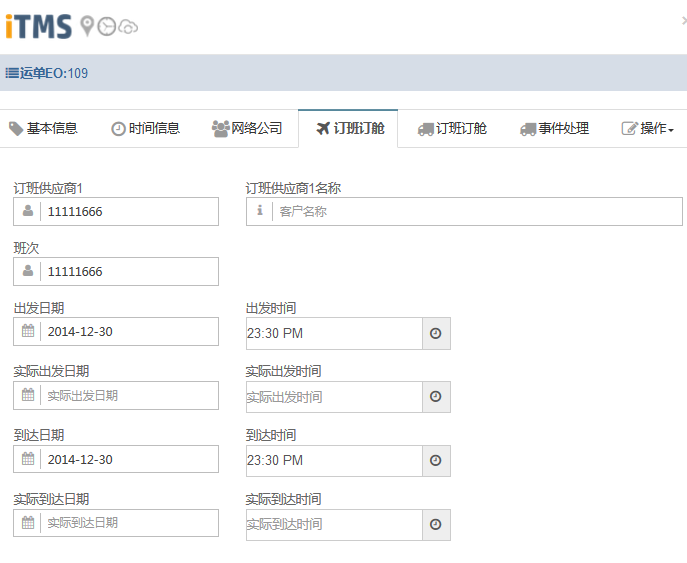 iTMS
运单EO:109
基本信息 时间信息 网络公司 订班订舱 订班订舱 事件处理 操作
订班供应商1 订班供应商1名称
11111666 客户名称
班次
11111666
出发日期 出发时间
2014-12-30 23:30 PM
实际出发日期 实际出发时间
实际出发日期 实际出发时间
到达日期 到达时间
2014-12-30 23:30 PM
实际到达日期 实际到达时间
实际到达日期 实际到达时间